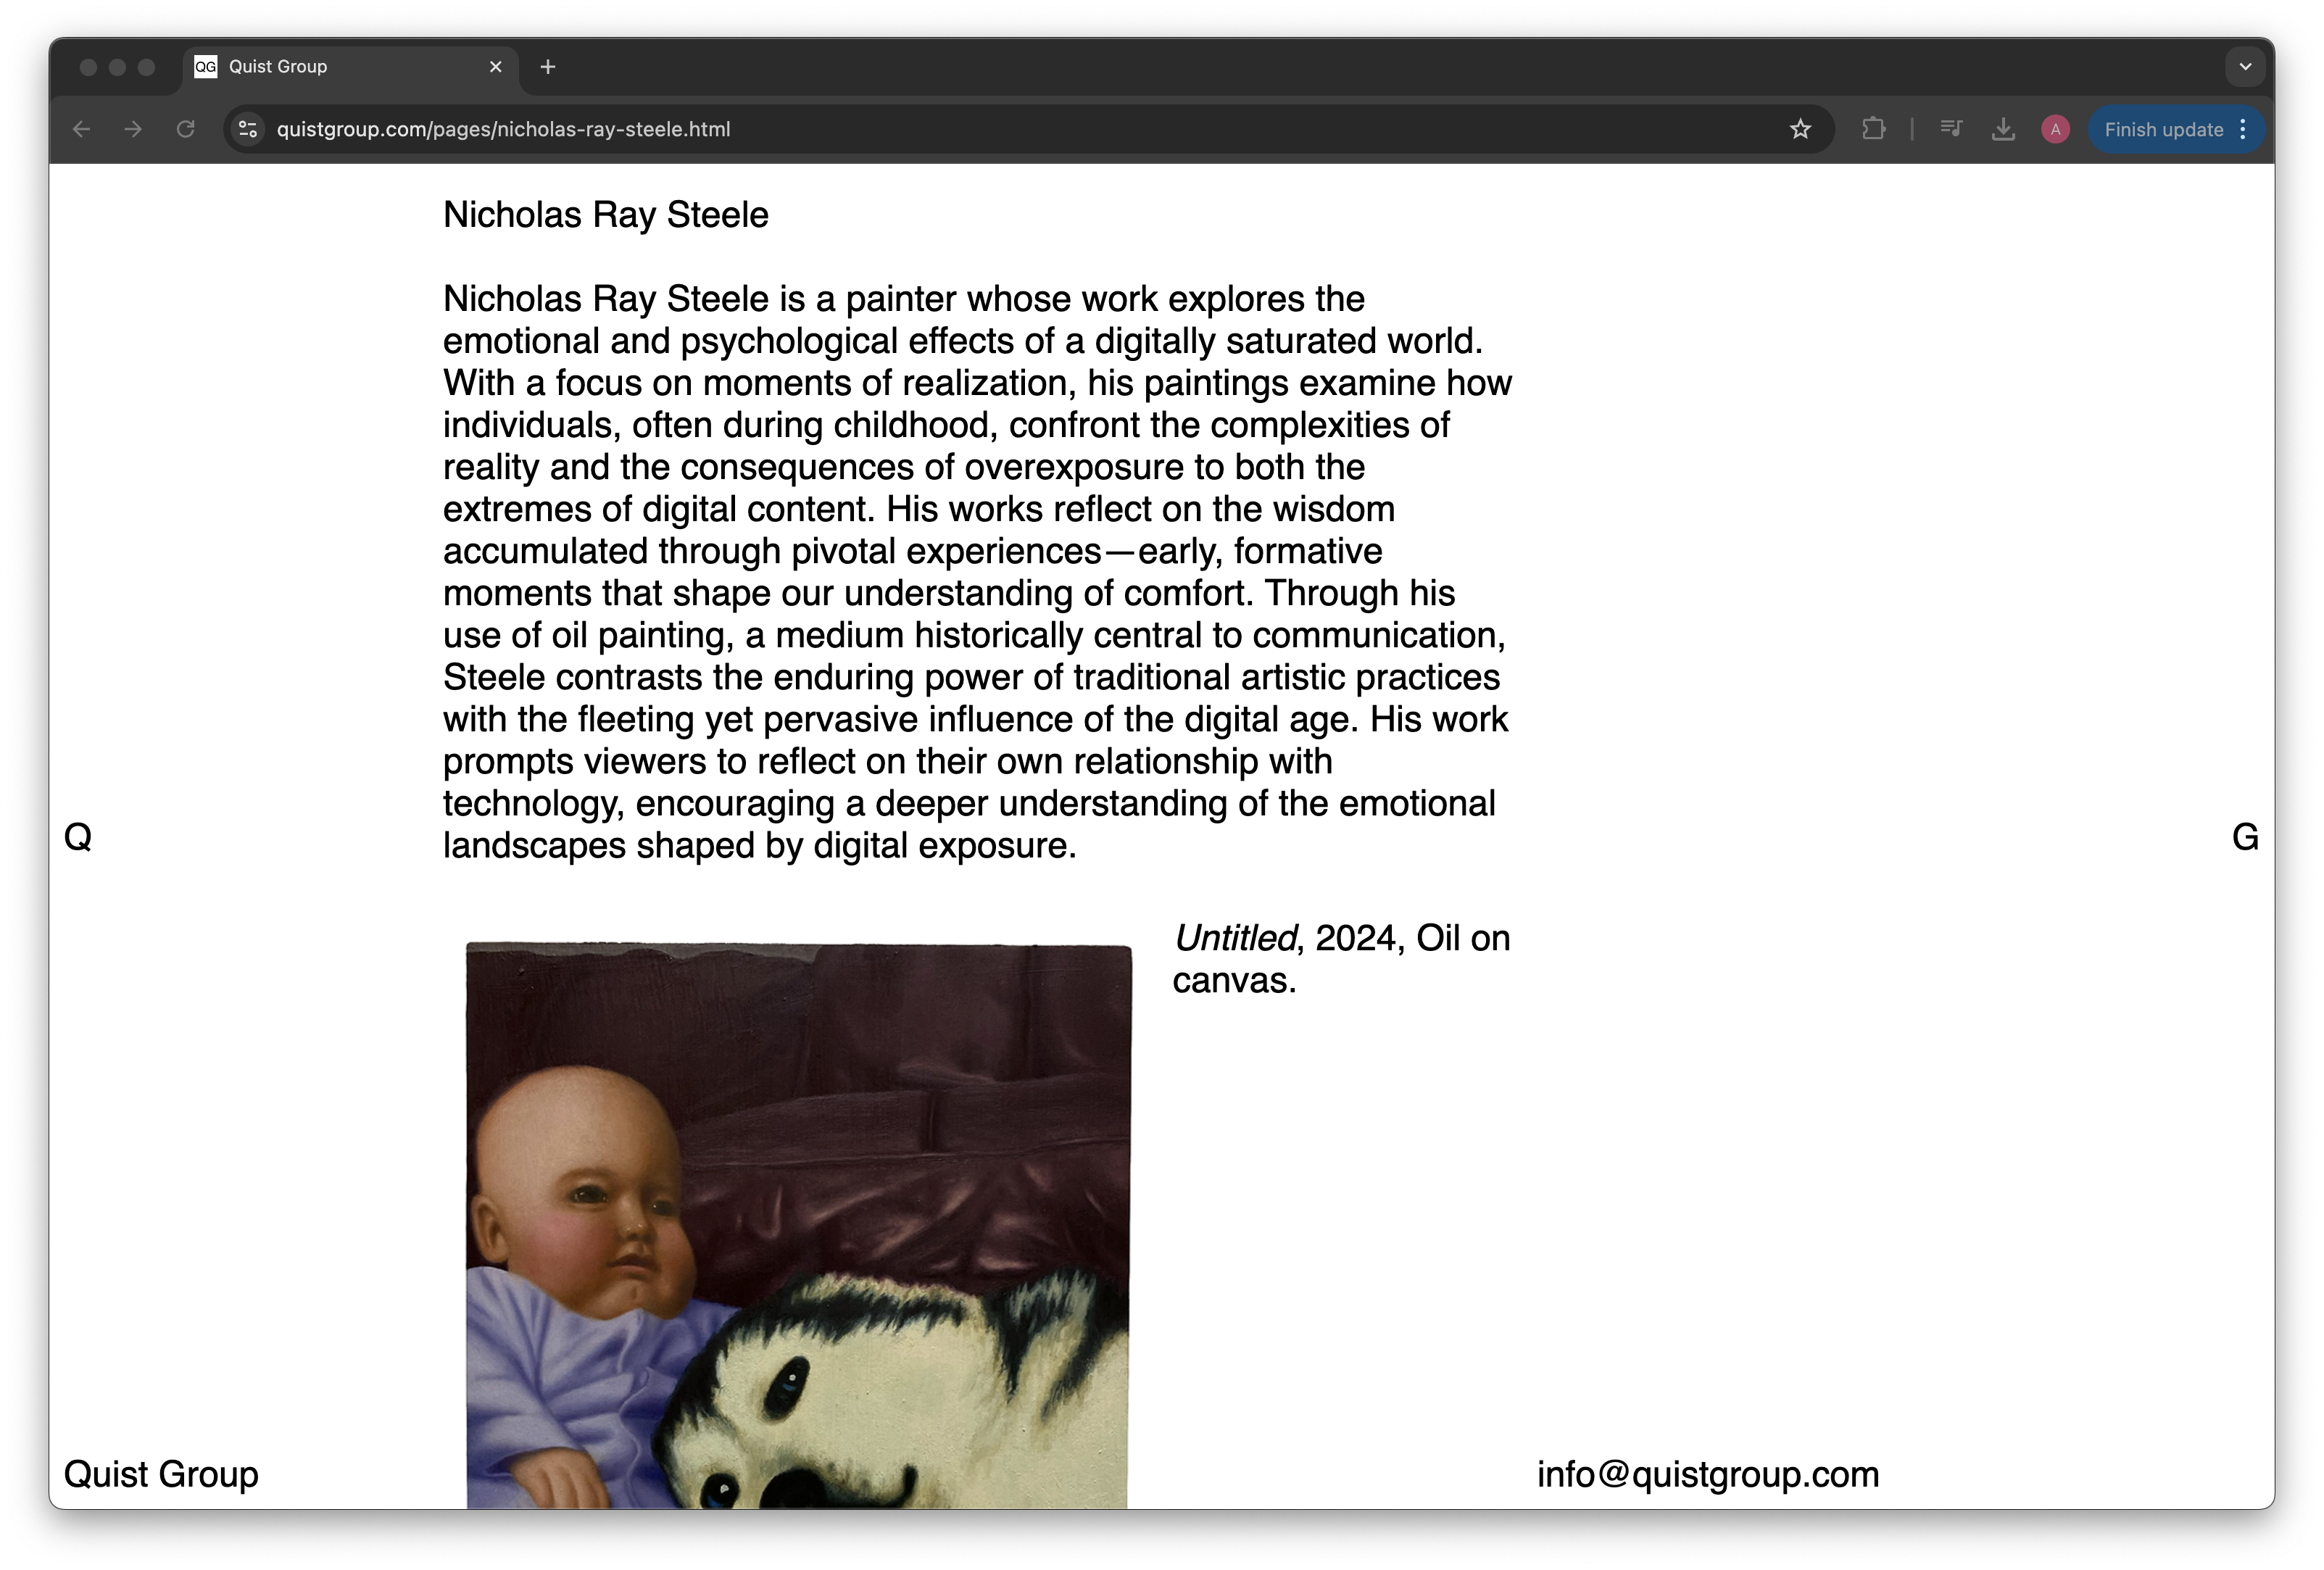 QG Quist Group
quistgroup.com/pages/nicholas-ray-steele.html
A
Finish update
Nicholas Ray Steele
Nicholas Ray Steele is a painter whose work explores the
emotional and psychological effects of a digitally saturated world.
With a focus on moments of realization, his paintings examine how
individuals, often during childhood, confront the complexities of
reality and the consequences of overexposure to both the
extremes of digital content. His works reflect on the wisdom
accumulated through pivotal experiences—early, formative
moments that shape our understanding of comfort. Through his
use of oil painting, a medium historically central to communication,
Steele contrasts the enduring power of traditional artistic practices
with the fleeting yet pervasive influence of the digital age. His work
prompts viewers to reflect on their own relationship with
technology, encouraging a deeper understanding of the emotional
landscapes shaped by digital exposure.
Q
G
Untitled, 2024, Oil on
canvas.
Quist Group
info@quistgroup.com